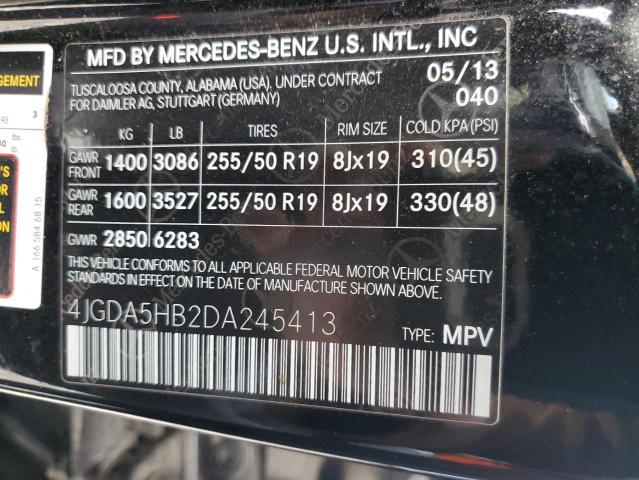 MFD BY MERCEDES-BENZ U.S. INTL., INC
TUSCALOOSA COUNTY, ALABAMA (USA). UNDER CONTRACT
FOR DAIMLER AG, STUTTGART (GERMANY)
05/13
040
KG LB TIRES RIM SIZE COLD KPA (PSI)
GAWR FRONT 1400 3086 255/50 R19 8Jx19 310(45)
GAWR REAR 1600 3527 255/50 R19 8Jx19 330(48)
GVWR 2850 6283
THIS VEHICLE CONFORMS TO ALL APPLICABLE FEDERAL MOTOR VEHICLE SAFETY
STANDARDS IN EFFECT ON THE DATE OF MANUFACTURE SHOWN ABOVE.
4JGDA5HB2DA245413
TYPE: MPV
3
lbs.
lb.
A 166 584 68 15